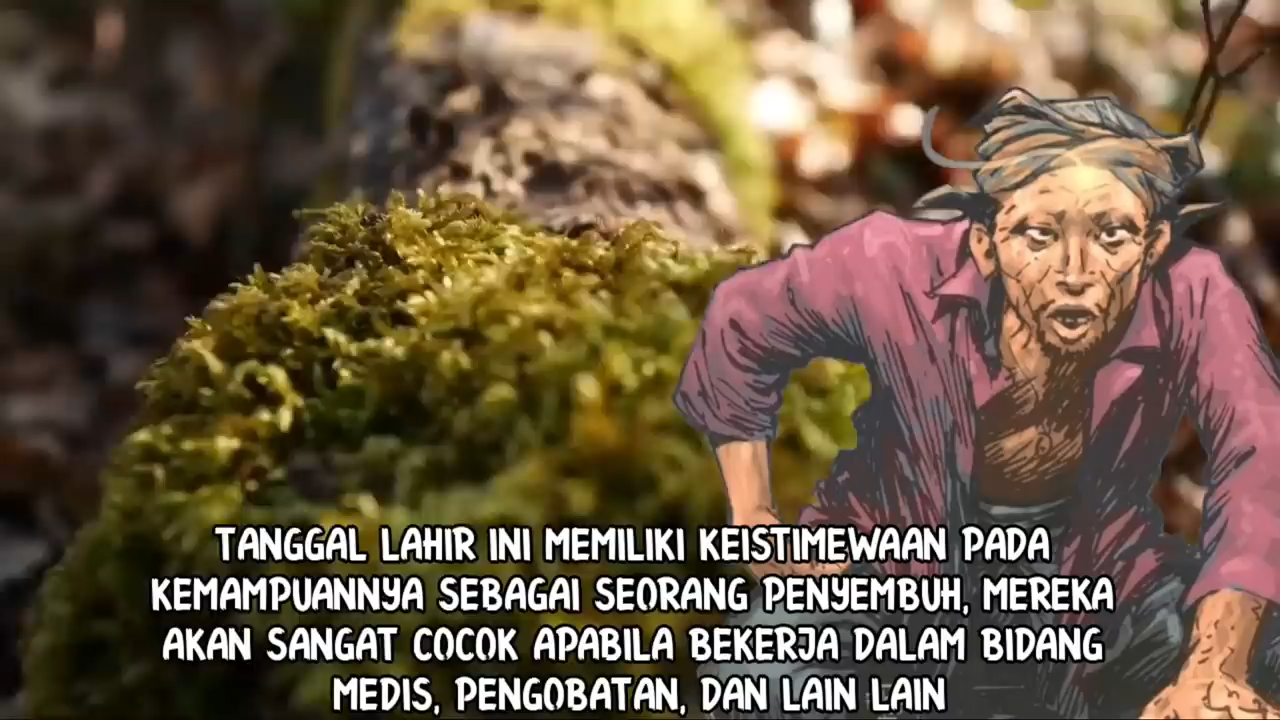 TANGGAL LAHIR INI MEMILIKI KEISTIMEWAAN PADA
KEMAMPUANNYA SEBAGAI SEORANG PENYEMBUH, MEREKA
AKAN SANGAT COCOK APABILA BEKERJA DALAM BIDANG
MEDIS, PENGOBATAN, DAN LAIN LAIN